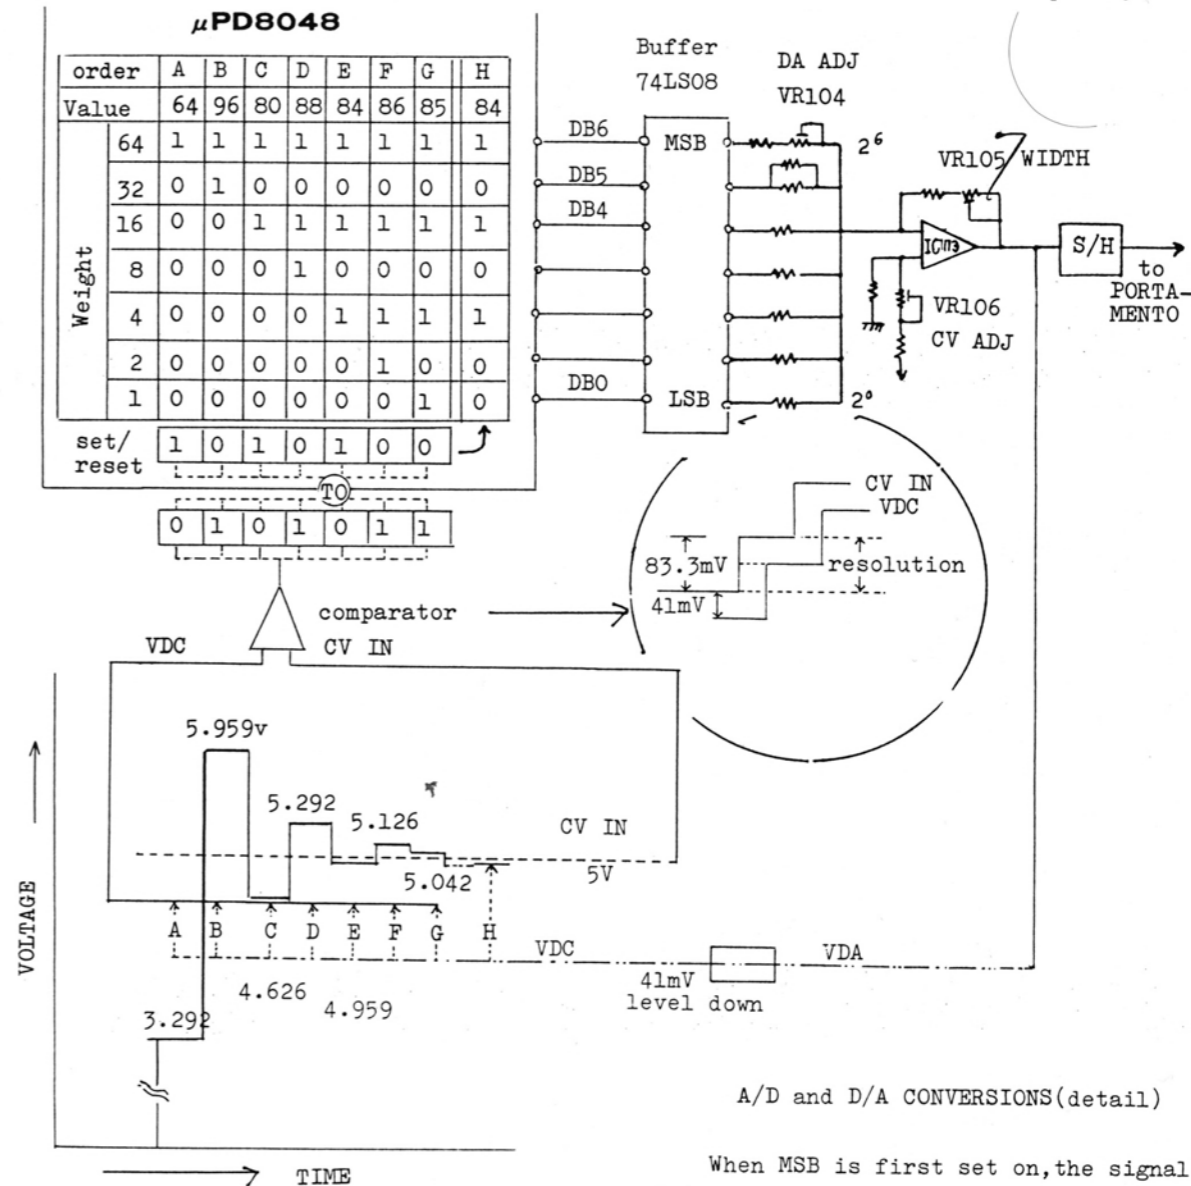 μPD8048
order A B C D E F G H
Value 64 96 80 88 84 86 85 84
Weight
64 1 1 1 1 1 1 1 1
32 0 1 0 0 0 0 0 0
16 0 0 1 1 1 1 1 1
8 0 0 0 1 0 0 0 0
4 0 0 0 0 1 1 1 1
2 0 0 0 0 0 1 0 0
1 0 0 0 0 0 0 1 0
set/
reset
1 0 1 0 1 0 0
TO
0 1 0 1 0 1 1
DB6
DB5
DB4
DB0
Buffer
74LS08
MSB
LSB
DA ADJ
VR104
2⁶
2⁰
VR105 WIDTH
IC113
VR106
CV ADJ
S/H
to
PORTA-
MENTO
CV IN
VDC
83.3mV
resolution
41mV
comparator
VDC
CV IN
5.959v
5.292
5.126
CV IN
5V
5.042
A B C D E F G H
VDC
VDA
41mV
level down
4.626
4.959
3.292
VOLTAGE
TIME
A/D and D/A CONVERSIONS(detail)
When MSB is first set on,the signal